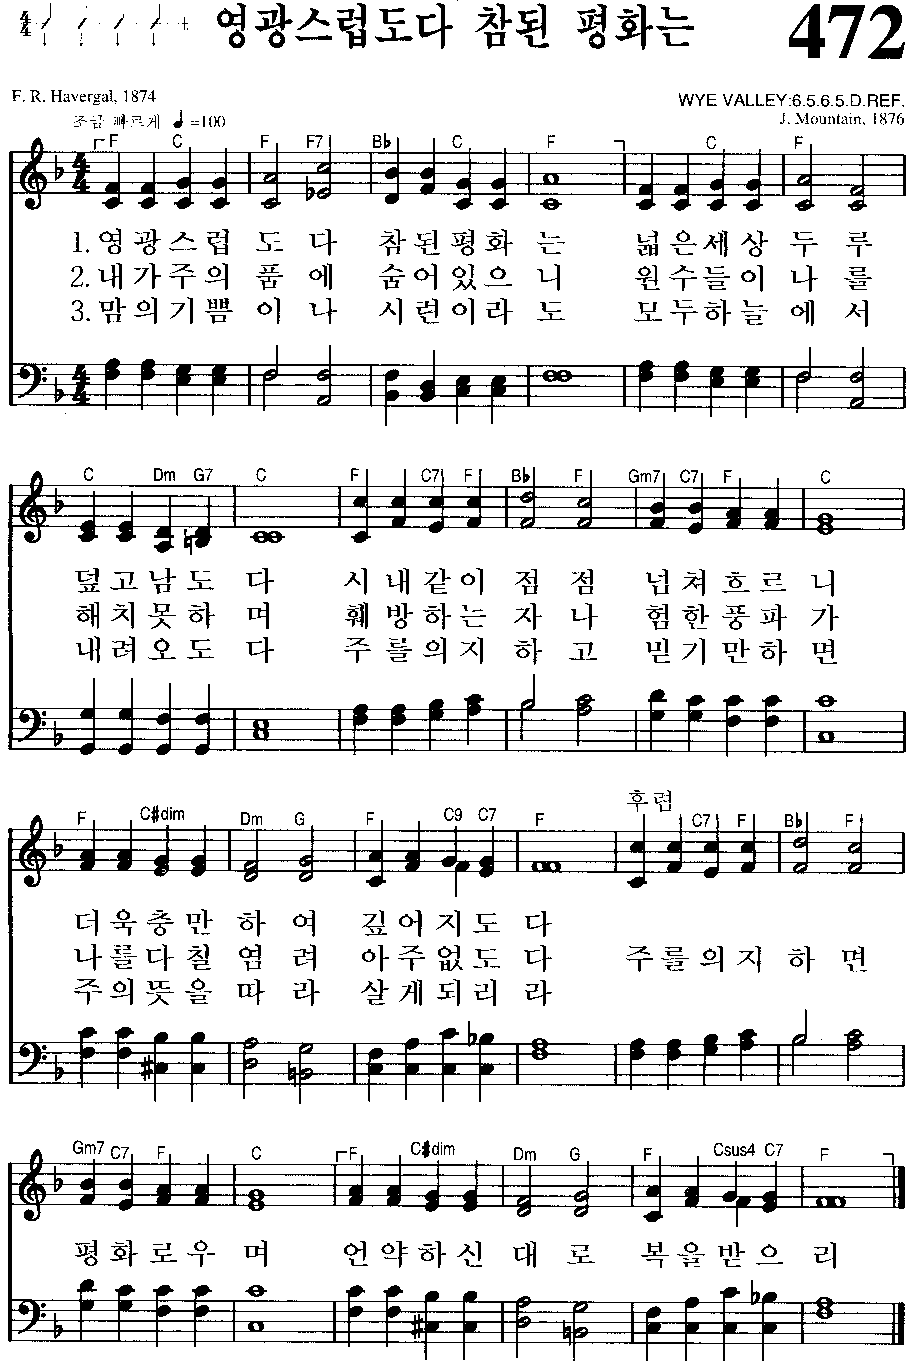 영광스럽도다 참된 평화는 472
F. R. Havergal, 1874
WYE VALLEY:6.5.6.5.D.REF.
조금 빠르게 ♩=100
J. Mountain, 1876
4/4
F C F F7 B♭ C F C F
1. 영광스럽 도 다 참된평화 는 넓은세상 두 루
2. 내가주의 품 에 숨어있으 니 원수들이 나 를
3. 맘의기쁨 이 나 시련이라 도 모두하늘 에 서
C Dm G7 C F C7 F B♭ F Gm7 C7 F C
덮고남도 다 시내같이 점 점 넘쳐흐르 니
해치못하 며 훼방하는 자 나 험한풍파 가
내려오도 다 주를의지 하 고 믿기만하 면
후렴
F C♯dim Dm G F C9 C7 F C7 F B♭ F
더욱충만 하 여 깊어지도 다
나를다칠 염 려 아주없도 다 주를의지 하 면
주의뜻을 따 라 살게되리 라
Gm7 C7 F C F C♯dim Dm G F Csus4 C7 F
평화로우 며 언약하신 대 로 복을받으 리